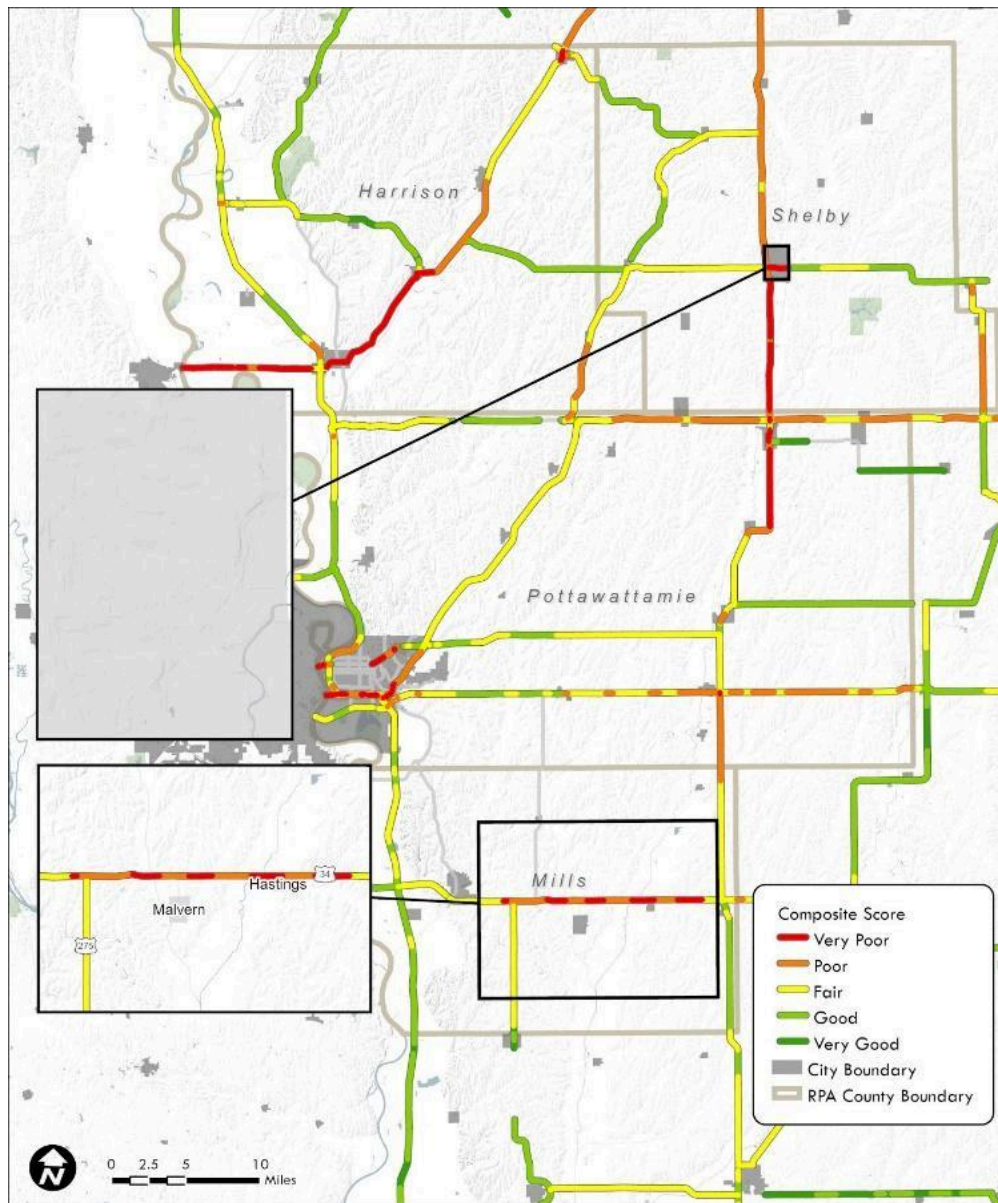 Harrison
Shelby
Pottawattamie
Mills
34
Hastings
Malvern
275
Composite Score
Very Poor
Poor
Fair
Good
Very Good
City Boundary
RPA County Boundary
N
0 2.5 5 10
Miles